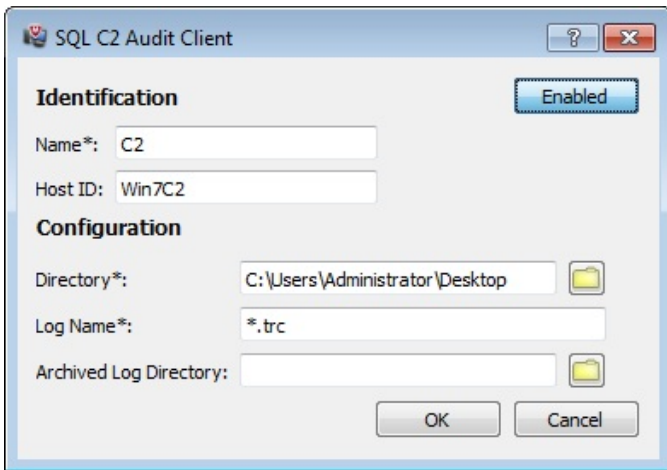 SQL C2 Audit Client
?
Identification
Enabled
Name*: C2
Host ID: Win7C2
Configuration
Directory*: C:\Users\Administrator\Desktop
Log Name*: *.trc
Archived Log Directory:
OK Cancel